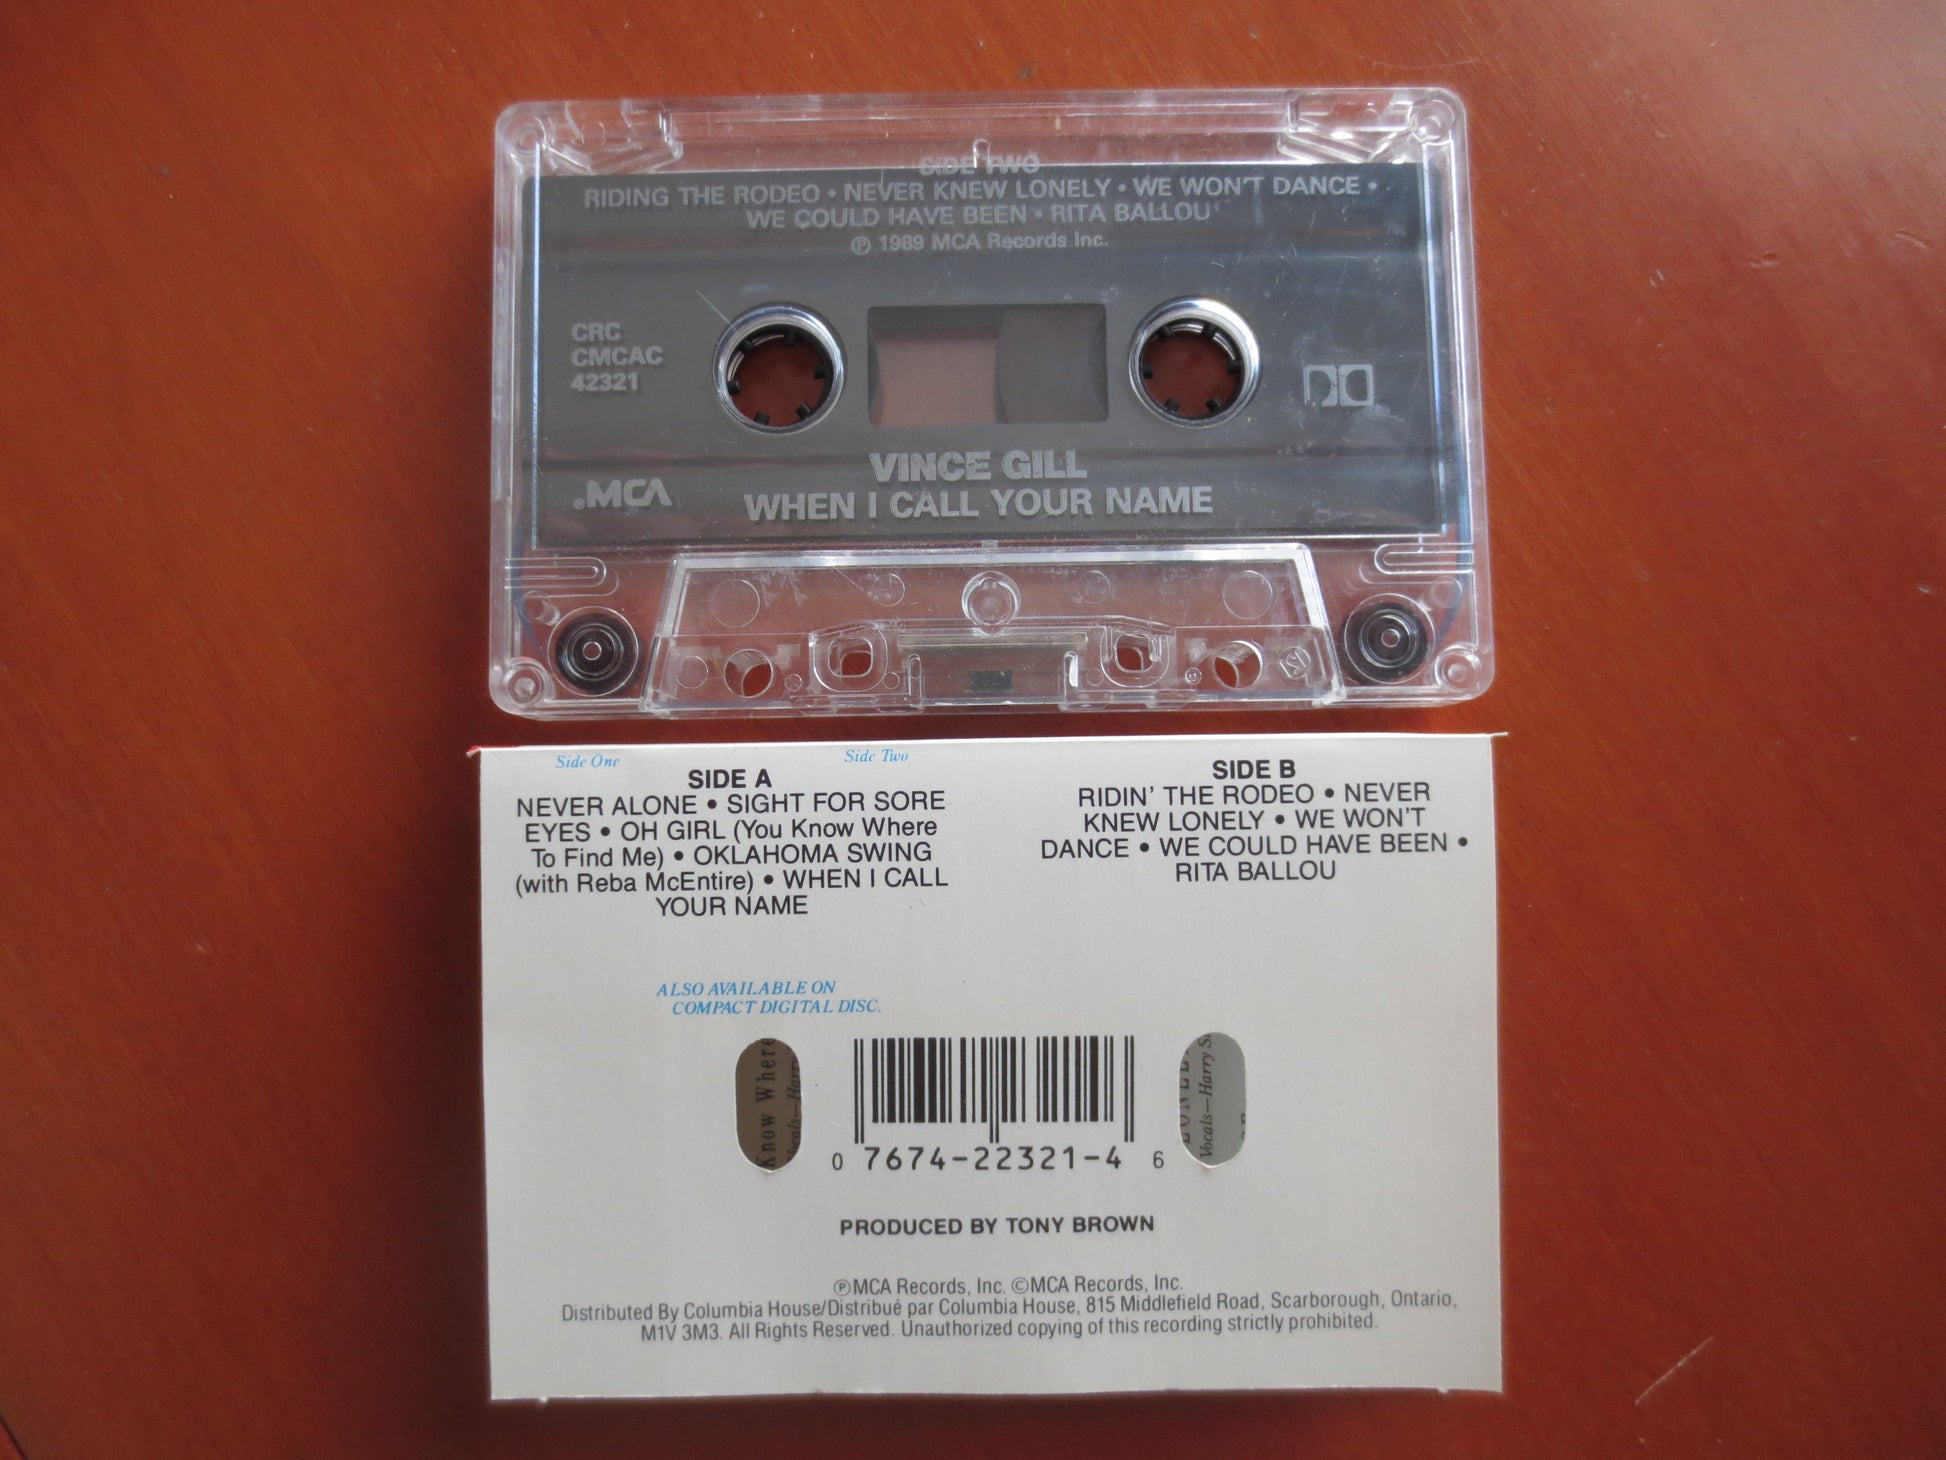 SIDE TWO
RIDING THE RODEO • NEVER KNEW LONELY • WE WON'T DANCE •
WE COULD HAVE BEEN • RITA BALLOU
℗ 1989 MCA Records Inc.
CRC
CMCAC
42321
VINCE GILL
MCA
WHEN I CALL YOUR NAME
Side One
Side Two
SIDE A
NEVER ALONE • SIGHT FOR SORE
EYES • OH GIRL (You Know Where
To Find Me) • OKLAHOMA SWING
(with Reba McEntire) • WHEN I CALL
YOUR NAME
SIDE B
RIDIN' THE RODEO • NEVER
KNEW LONELY • WE WON'T
DANCE • WE COULD HAVE BEEN •
RITA BALLOU
ALSO AVAILABLE ON
COMPACT DIGITAL DISC.
Know Where
Vocals—Harry
Vocals—Harry
0 7674-22321-4 6
PRODUCED BY TONY BROWN
℗MCA Records, Inc. ©MCA Records, Inc.
Distributed By Columbia House/Distribué par Columbia House, 815 Middlefield Road, Scarborough, Ontario,
M1V 3M3. All Rights Reserved. Unauthorized copying of this recording strictly prohibited.